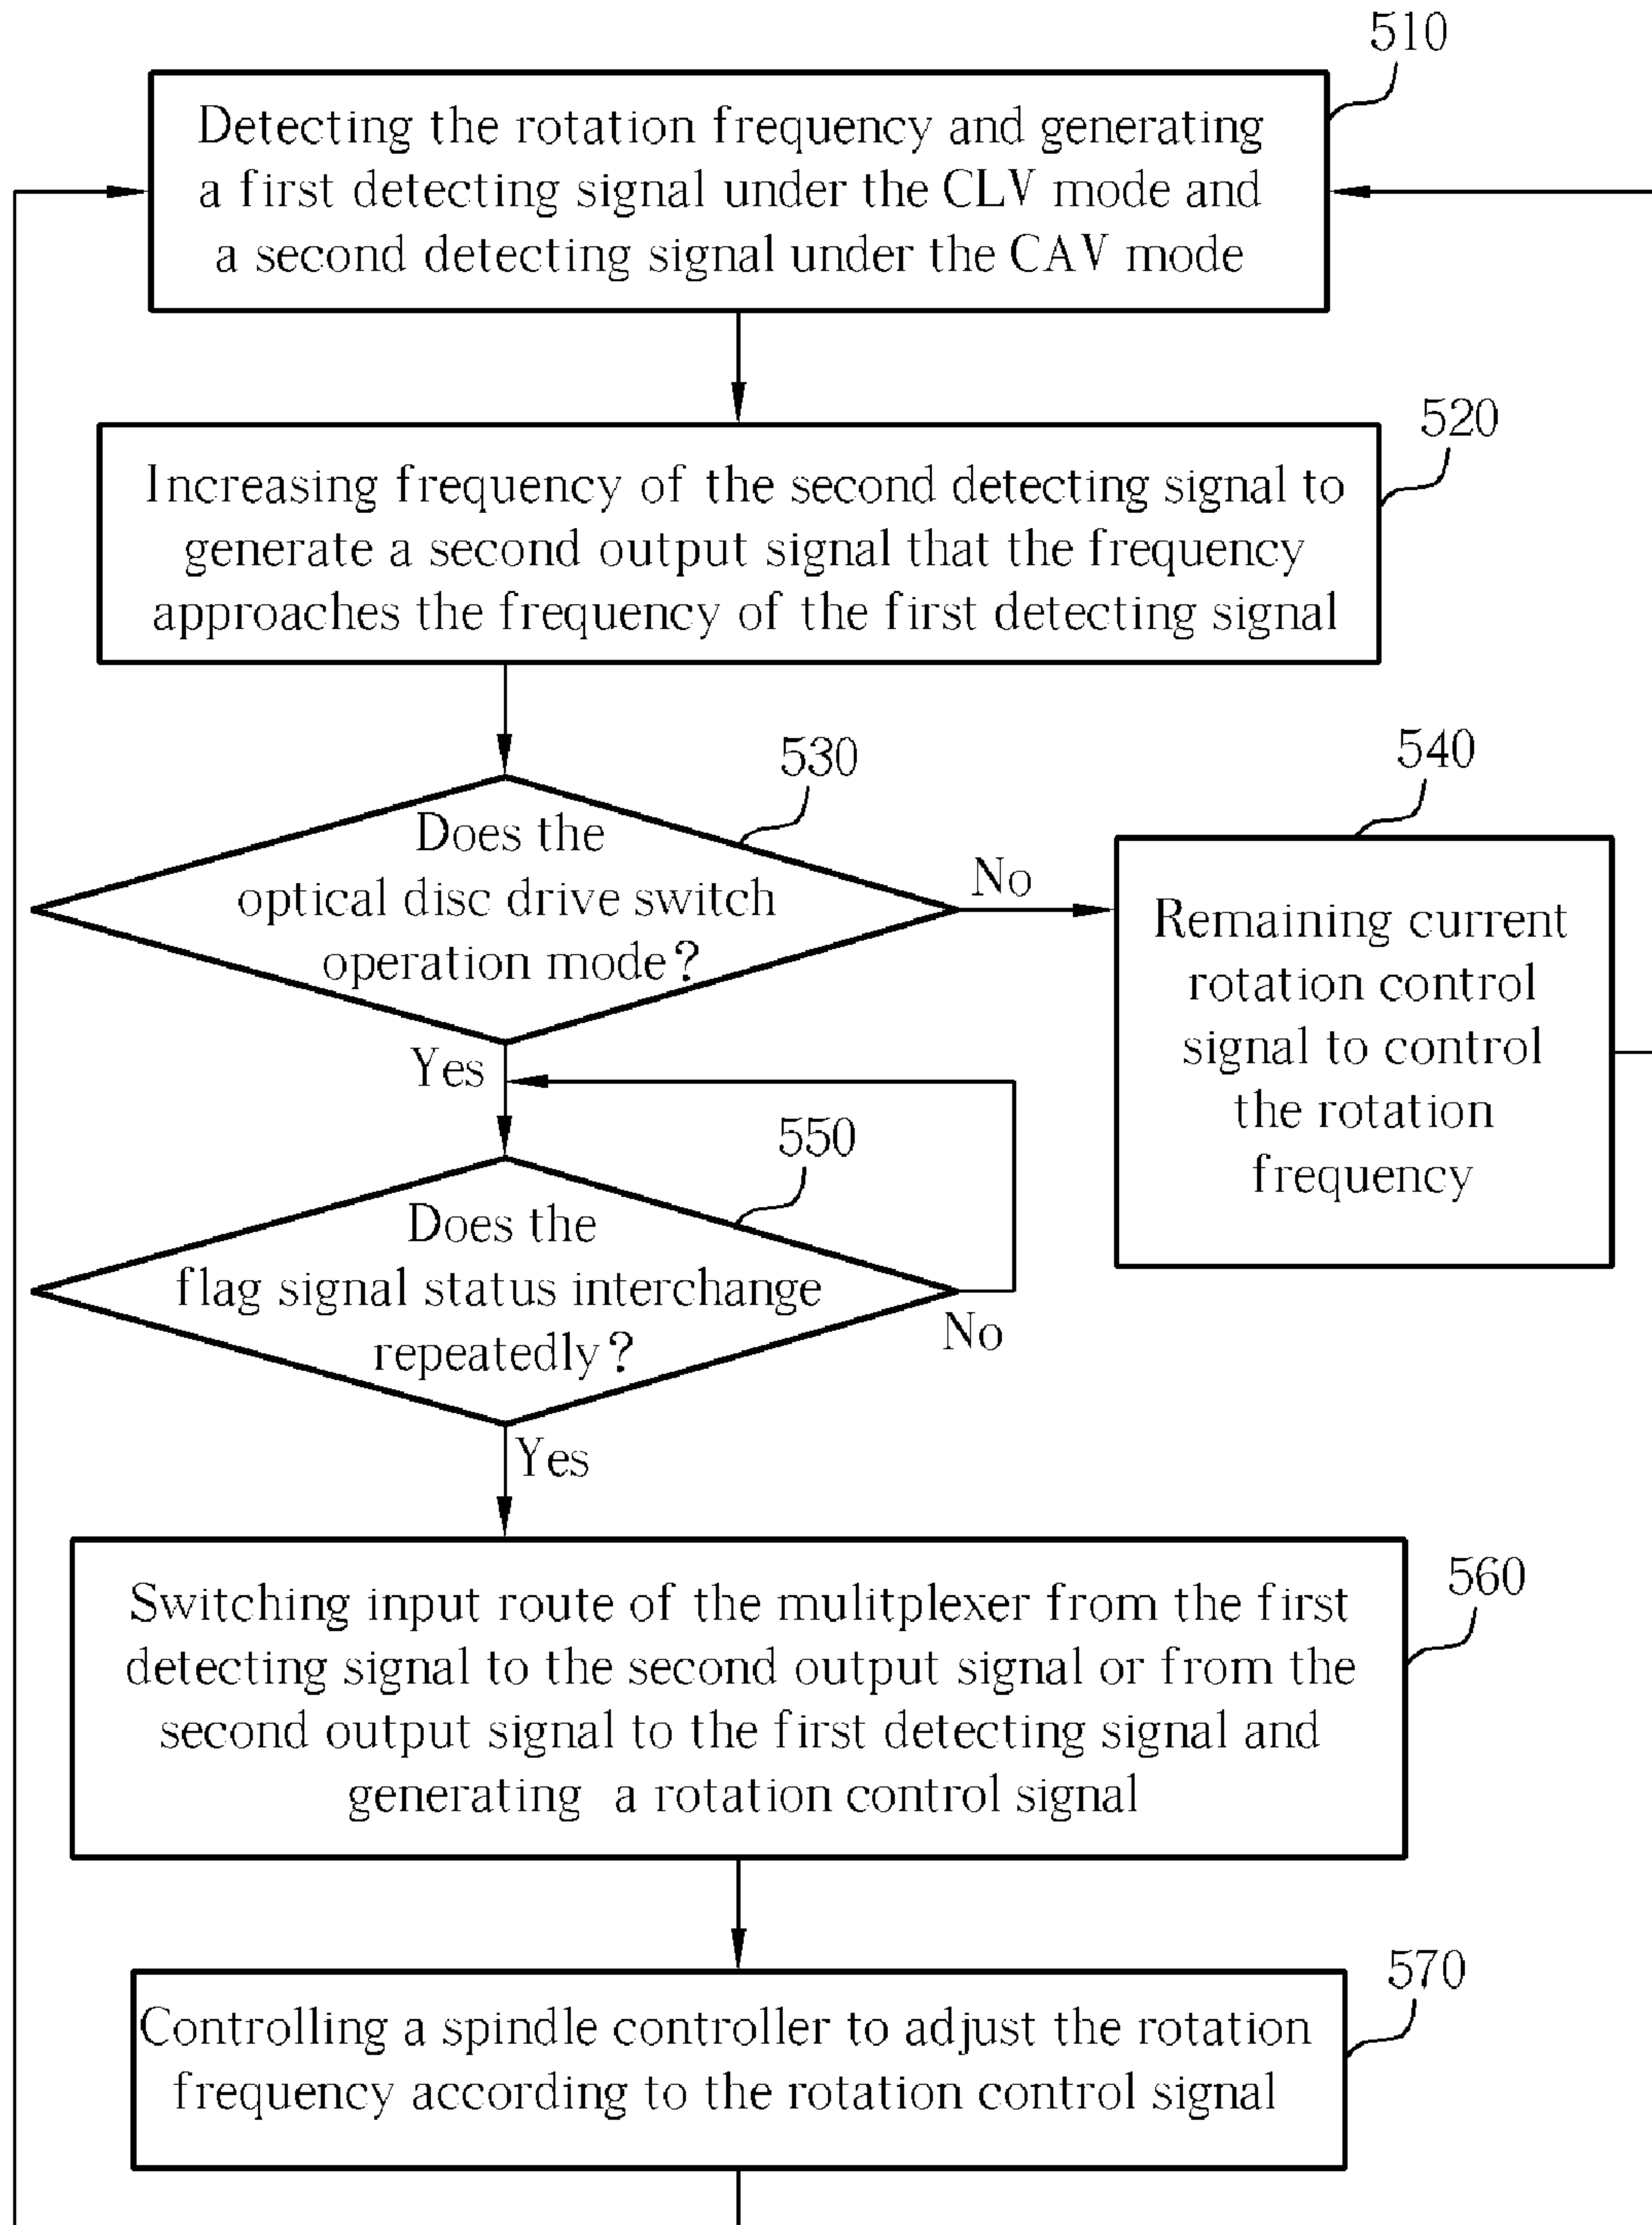 510
Detecting the rotation frequency and generating
a first detecting signal under the CLV mode and
a second detecting signal under the CAV mode
520
Increasing frequency of the second detecting signal to
generate a second output signal that the frequency
approaches the frequency of the first detecting signal
530
Does the
optical disc drive switch
operation mode?
No
Yes
540
Remaining current
rotation control
signal to control
the rotation
frequency
550
Does the
flag signal status interchange
repeatedly?
No
Yes
560
Switching input route of the mulitplexer from the first
detecting signal to the second output signal or from the
second output signal to the first detecting signal and
generating a rotation control signal
570
Controlling a spindle controller to adjust the rotation
frequency according to the rotation control signal